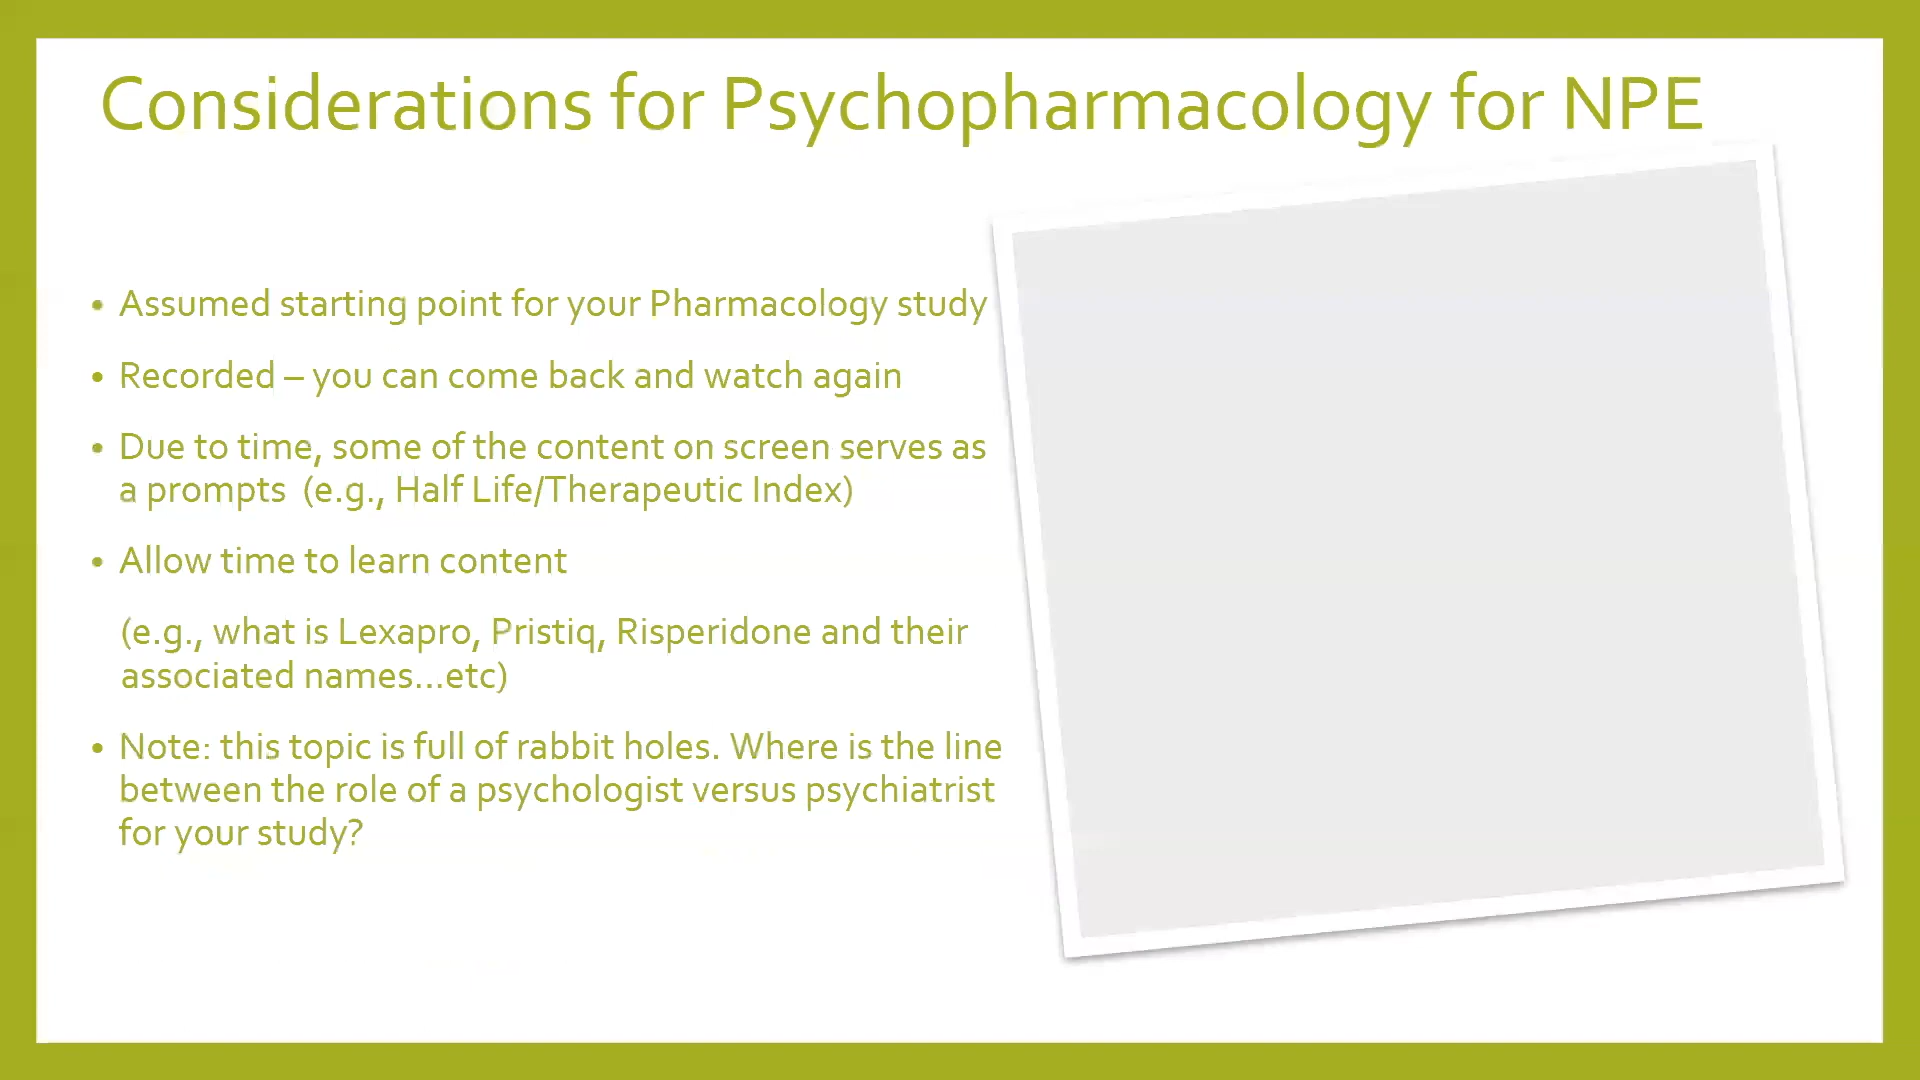 Considerations for Psychopharmacology for NPE
• Assumed starting point for your Pharmacology study
• Recorded – you can come back and watch again
• Due to time, some of the content on screen serves as
a prompts  (e.g., Half Life/Therapeutic Index)
• Allow time to learn content
(e.g., what is Lexapro, Pristiq, Risperidone and their
associated names...etc)
• Note: this topic is full of rabbit holes. Where is the line
between the role of a psychologist versus psychiatrist
for your study?